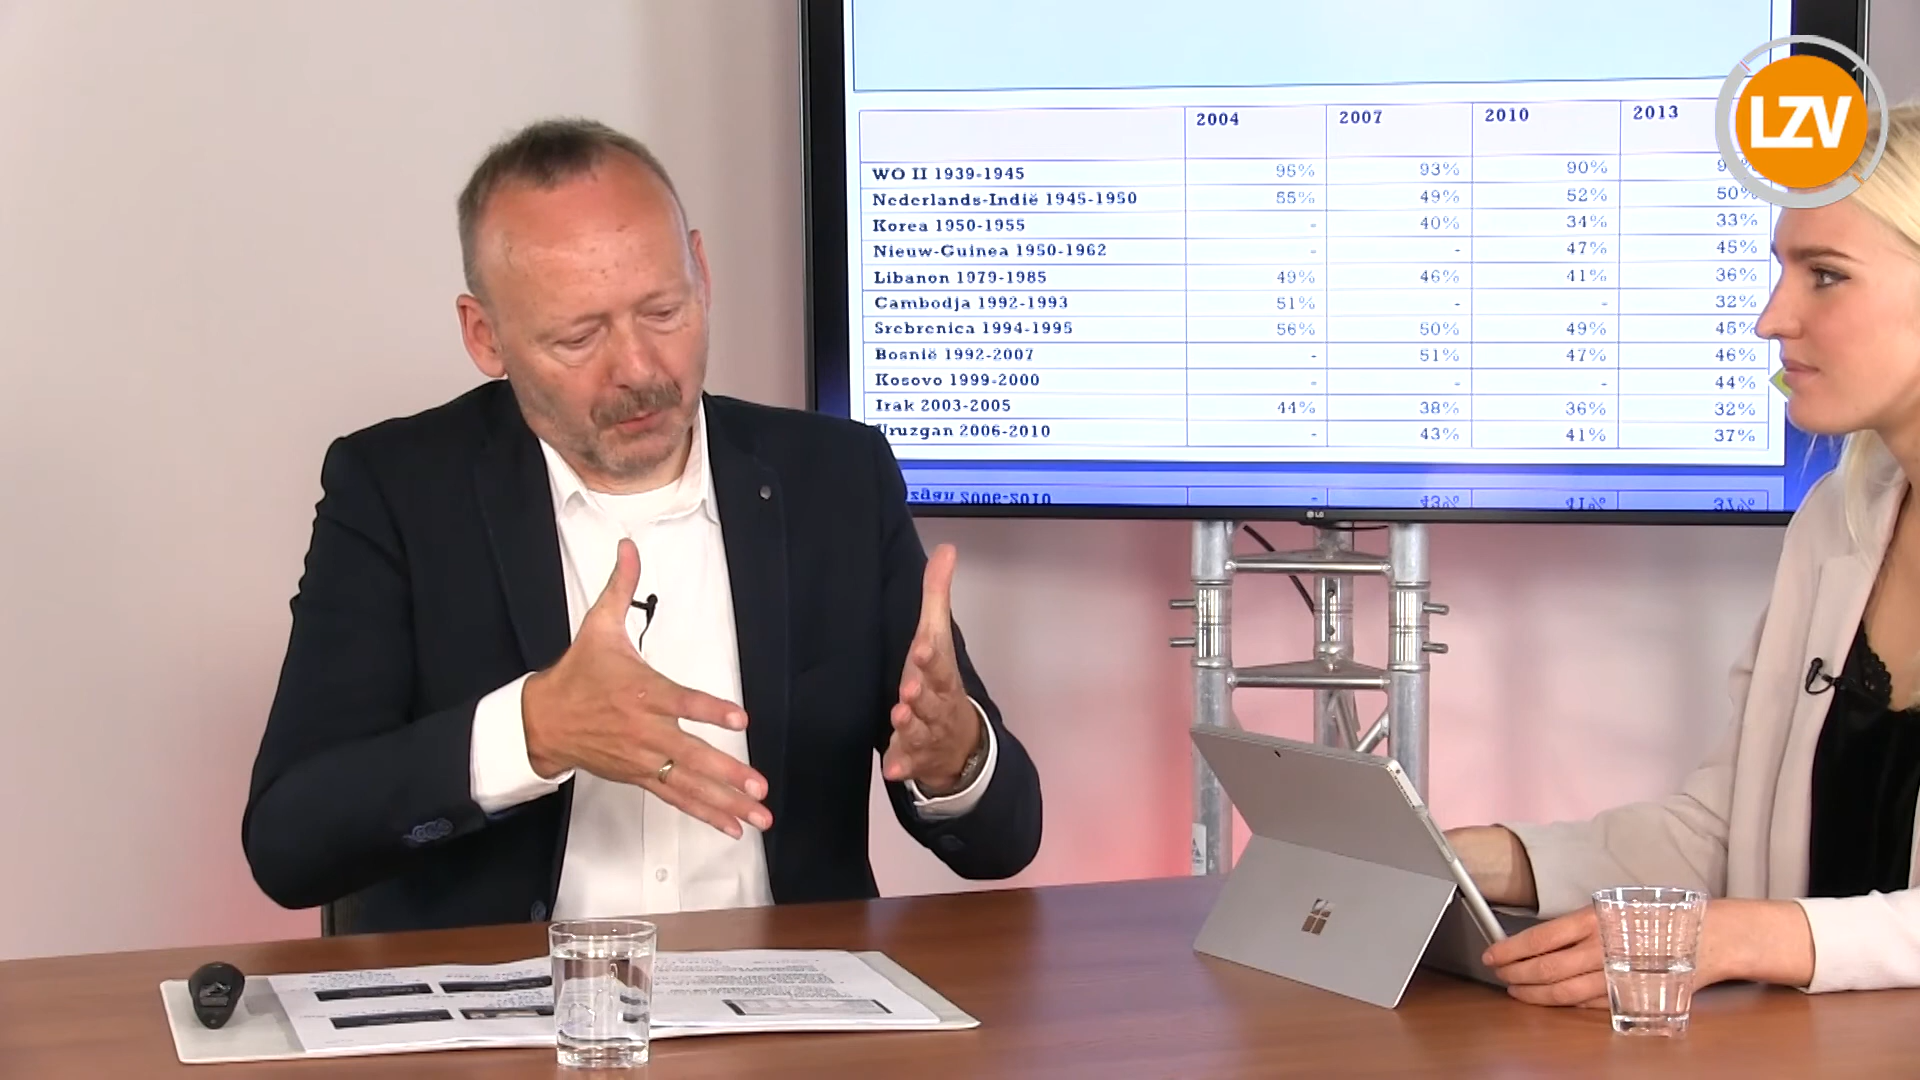 LZV
2004 2007 2010 2013
WO II 1939-1945 95% 93% 90%
Nederlands-Indië 1945-1950 55% 49% 52% 50%
Korea 1950-1955 - 40% 34% 33%
Nieuw-Guinea 1950-1962 - - 47% 45%
Libanon 1979-1985 49% 46% 41% 36%
Cambodja 1992-1993 51% - - 32%
Srebrenica 1994-1995 56% 50% 49% 45%
Bosnië 1992-2007 - 51% 47% 46%
Kosovo 1999-2000 - - - 44%
Irak 2003-2005 44% 38% 36% 32%
Uruzgan 2006-2010 - 43% 41% 37%
LG